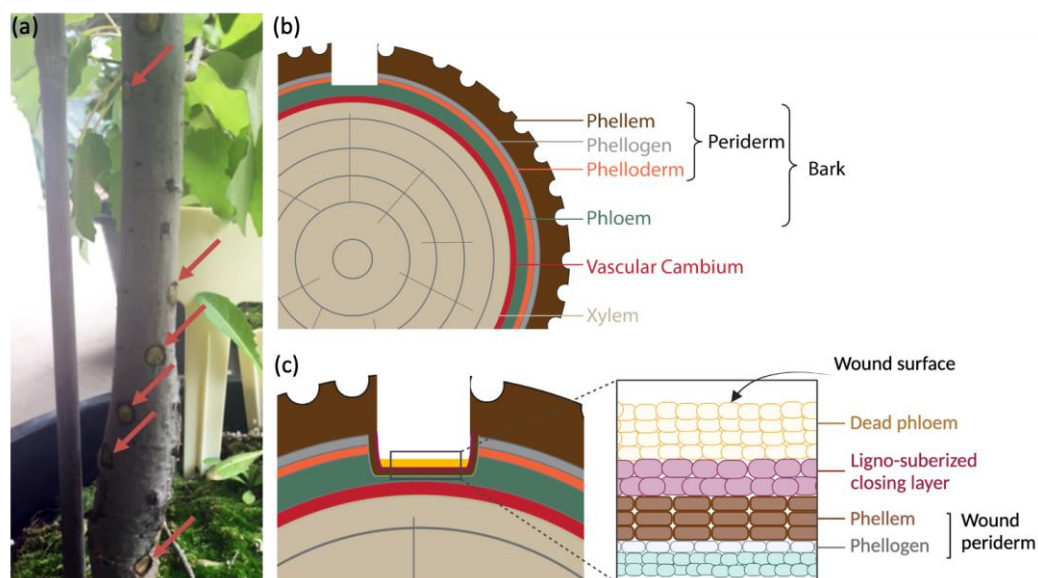 (a)
(b)
Phellem
Phellogen
Phelloderm
Periderm
Bark
Phloem
Vascular Cambium
Xylem
(c)
Wound surface
Dead phloem
Ligno-suberized
closing layer
Phellem
Phellogen
Wound
periderm